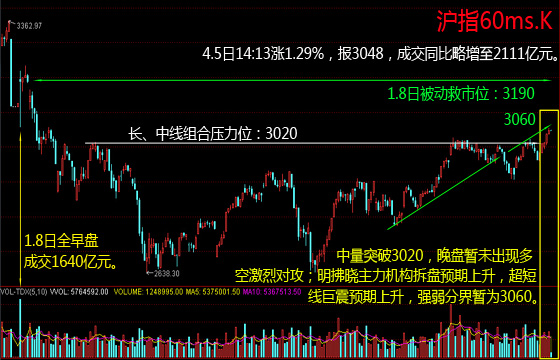 沪指60ms.K
3362.97
4.5日14:13涨1.29%，报3048，成交同比略增至2111亿元。
1.8日被动救市位：3190
3060
长、中线组合压力位：3020
1.8日全早盘
成交1640亿元。
2638.30
中量突破3020，晚盘暂未出现多
空激烈对攻；明拂晓主力机构拆盘预期上升，超短
线巨震预期上升，强弱分界暂为3060。
VOL-TDX(5,10) VVOL: 5764592.00 VOLUME: 1248995.00 MA5: 5375001.50 MA10: 5367513.50